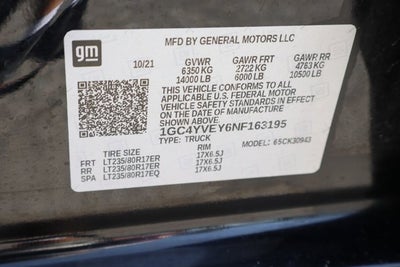 gm
MFD BY GENERAL MOTORS LLC
10/21 GVWR GAWR FRT GAWR RR
6350 KG 2722 KG 4763 KG
14000 LB 6000 LB 10500 LB
THIS VEHICLE CONFORMS TO ALL
APPLICABLE U.S. FEDERAL MOTOR
VEHICLE SAFETY STANDARDS IN EFFECT
ON THE DATE OF MANUFACTURE SHOWN
ABOVE.
1GC4YVEY6NF163195
TYPE: TRUCK
MODEL: 65CK30943
TIRE SIZE RIM
FRT LT235/80R17ER 17X6.5J
RR LT235/80R17ER 17X6.5J
SPA LT235/80R17EQ 17X6.5J